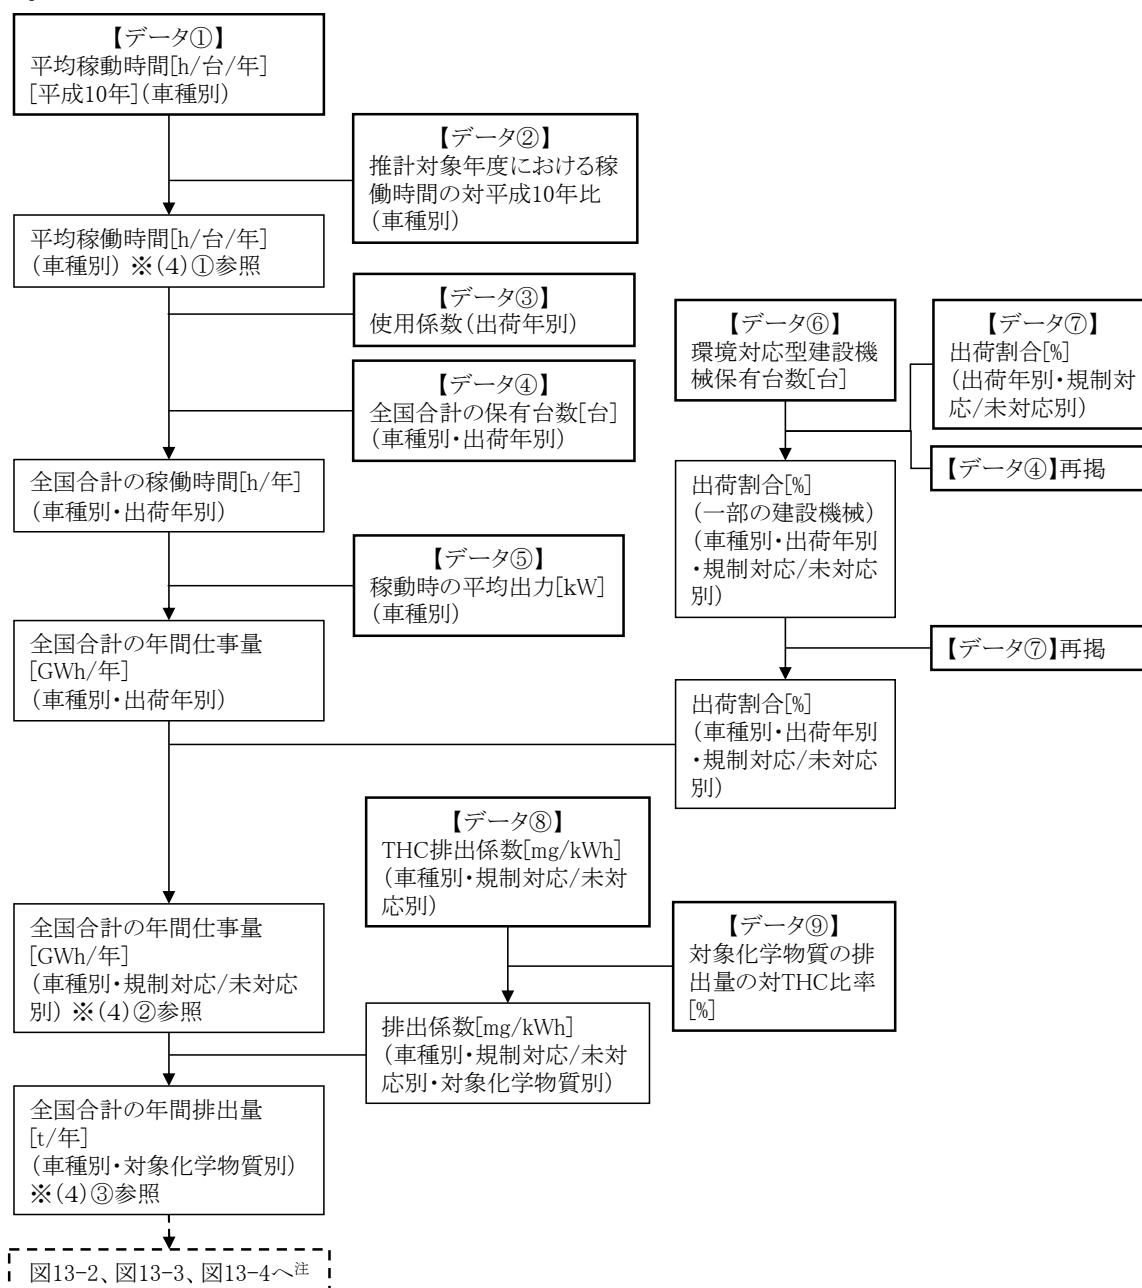 【データ①】
平均稼動時間[h/台/年]
[平成10年](車種別)
【データ②】
推計対象年度における稼
働時間の対平成10年比
(車種別)
平均稼働時間[h/台/年]
(車種別) ※(4)①参照
【データ③】
使用係数(出荷年別)
【データ④】
全国合計の保有台数[台]
(車種別・出荷年別)
【データ⑥】
環境対応型建設機
械保有台数[台]
【データ⑦】
出荷割合[%]
(出荷年別・規制対
応/未対応別)
【データ④】再掲
全国合計の稼働時間[h/年]
(車種別・出荷年別)
出荷割合[%]
(一部の建設機械)
(車種別・出荷年別
・規制対応/未対応
別)
【データ⑤】
稼動時の平均出力[kW]
(車種別)
【データ⑦】再掲
全国合計の年間仕事量
[GWh/年]
(車種別・出荷年別)
出荷割合[%]
(車種別・出荷年別
・規制対応/未対応
別)
【データ⑧】
THC排出係数[mg/kWh]
(車種別・規制対応/未対
応別)
【データ⑨】
対象化学物質の排
出量の対THC比率
[%]
全国合計の年間仕事量
[GWh/年]
(車種別・規制対応/未対応
別) ※(4)②参照
排出係数[mg/kWh]
(車種別・規制対応/未対
応別・対象化学物質別)
全国合計の年間排出量
[t/年]
(車種別・対象化学物質別)
※(4)③参照
図13-2、図13-3、図13-4へ注